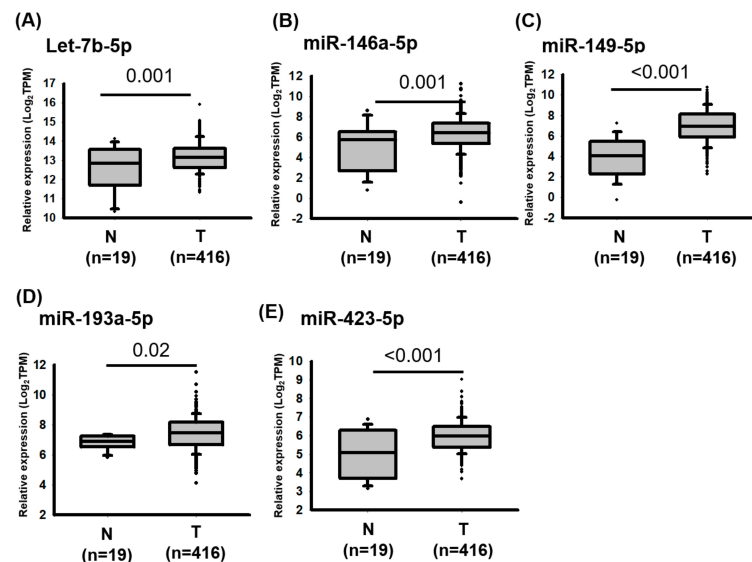 (A)
Let-7b-5p
0.001
Relative expression (Log2TPM)
17
16
15
14
13
12
11
10
N
(n=19)
T
(n=416)
(B)
miR-146a-5p
0.001
Relative expression (Log2TPM)
12
10
8
6
4
2
0
-2
N
(n=19)
T
(n=416)
(C)
miR-149-5p
<0.001
Relative expression (Log2TPM)
12
10
8
6
4
2
0
-2
N
(n=19)
T
(n=416)
(D)
miR-193a-5p
0.02
Relative expression (Log2TPM)
12
10
8
6
4
2
N
(n=19)
T
(n=416)
(E)
miR-423-5p
<0.001
Relative expression (Log2TPM)
10
9
8
7
6
5
4
3
2
N
(n=19)
T
(n=416)